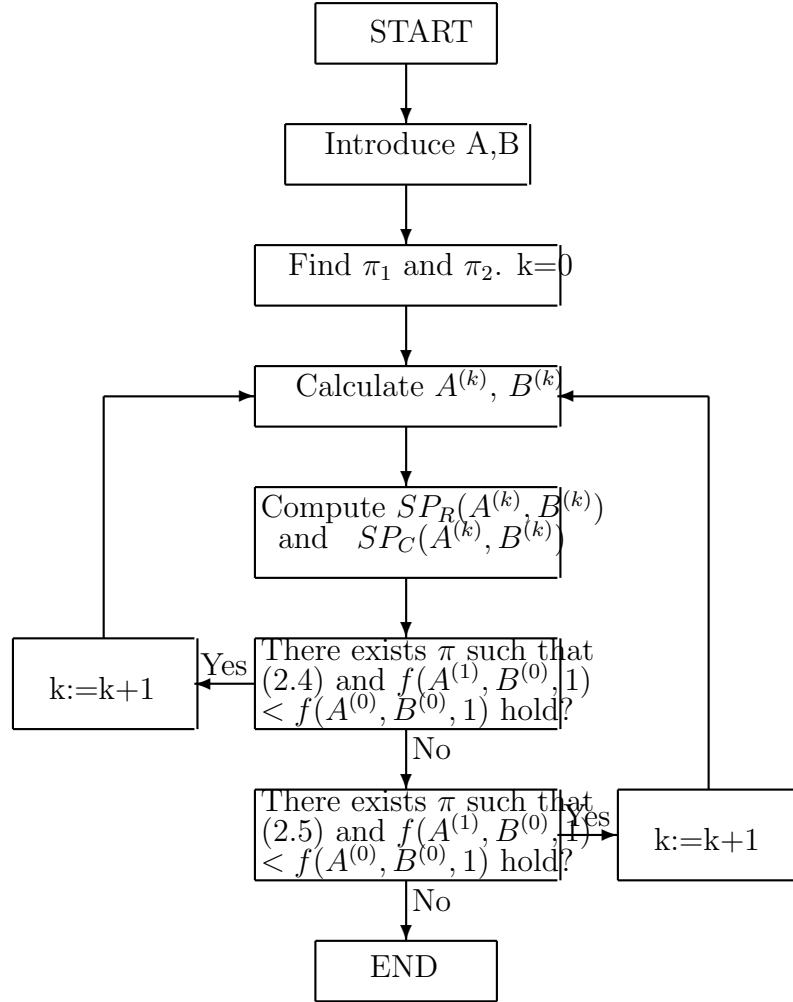 START
Introduce A,B
Find π₁ and π₂. k=0
Calculate A⁽ᵏ⁾, B⁽ᵏ⁾
Compute SP_R(A⁽ᵏ⁾, B⁽ᵏ⁾)
and SP_C(A⁽ᵏ⁾, B⁽ᵏ⁾)
There exists π such that
(2.4) and f(A⁽¹⁾, B⁽⁰⁾, 1)
< f(A⁽⁰⁾, B⁽⁰⁾, 1) hold?
Yes
k:=k+1
No
There exists π such that
(2.5) and f(A⁽¹⁾, B⁽⁰⁾, 1)
< f(A⁽⁰⁾, B⁽⁰⁾, 1) hold?
Yes
k:=k+1
No
END